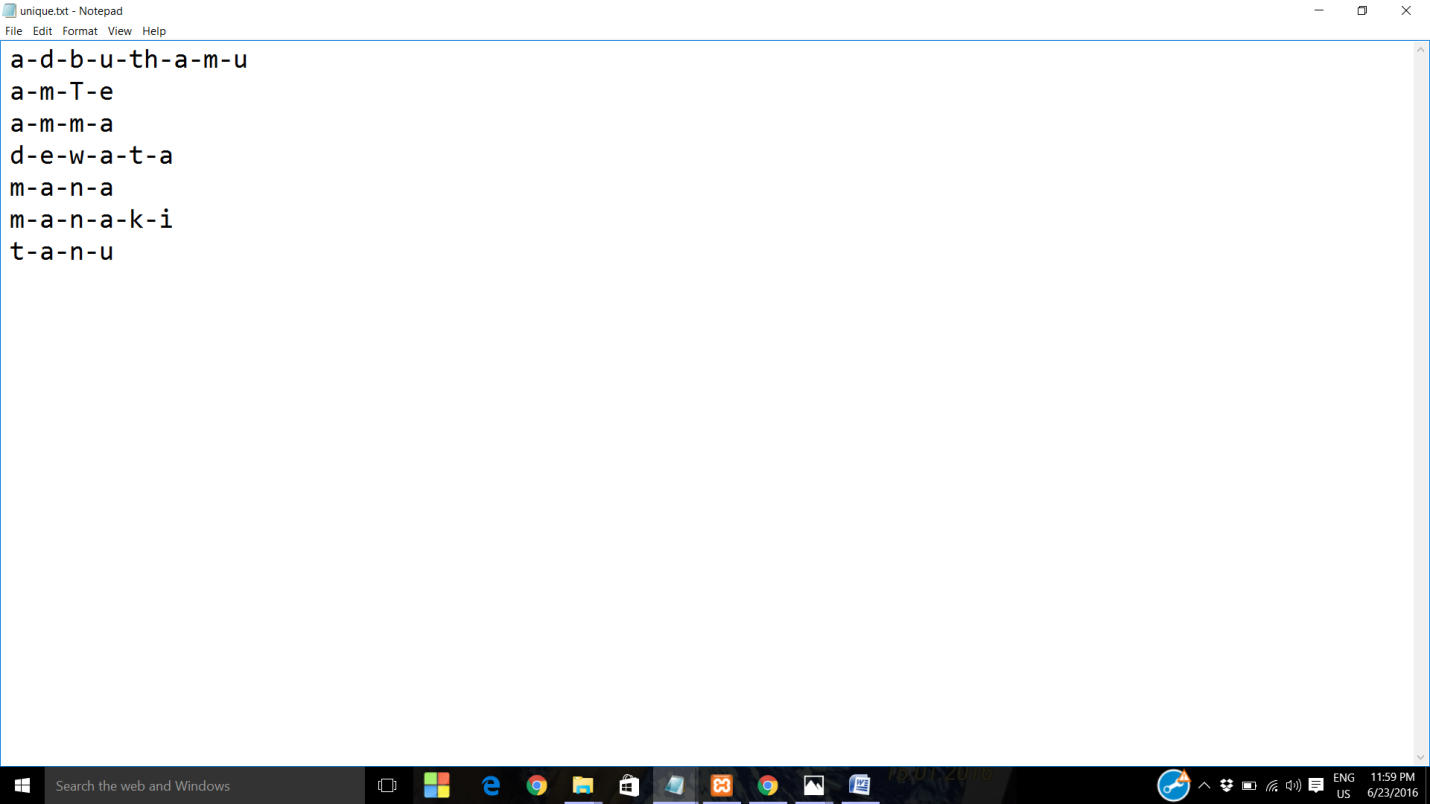 unique.txt - Notepad
File Edit Format View Help
a-d-b-u-th-a-m-u
a-m-T-e
a-m-m-a
d-e-w-a-t-a
m-a-n-a
m-a-n-a-k-i
t-a-n-u
Search the web and Windows
ENG
US
11:59 PM
6/23/2016